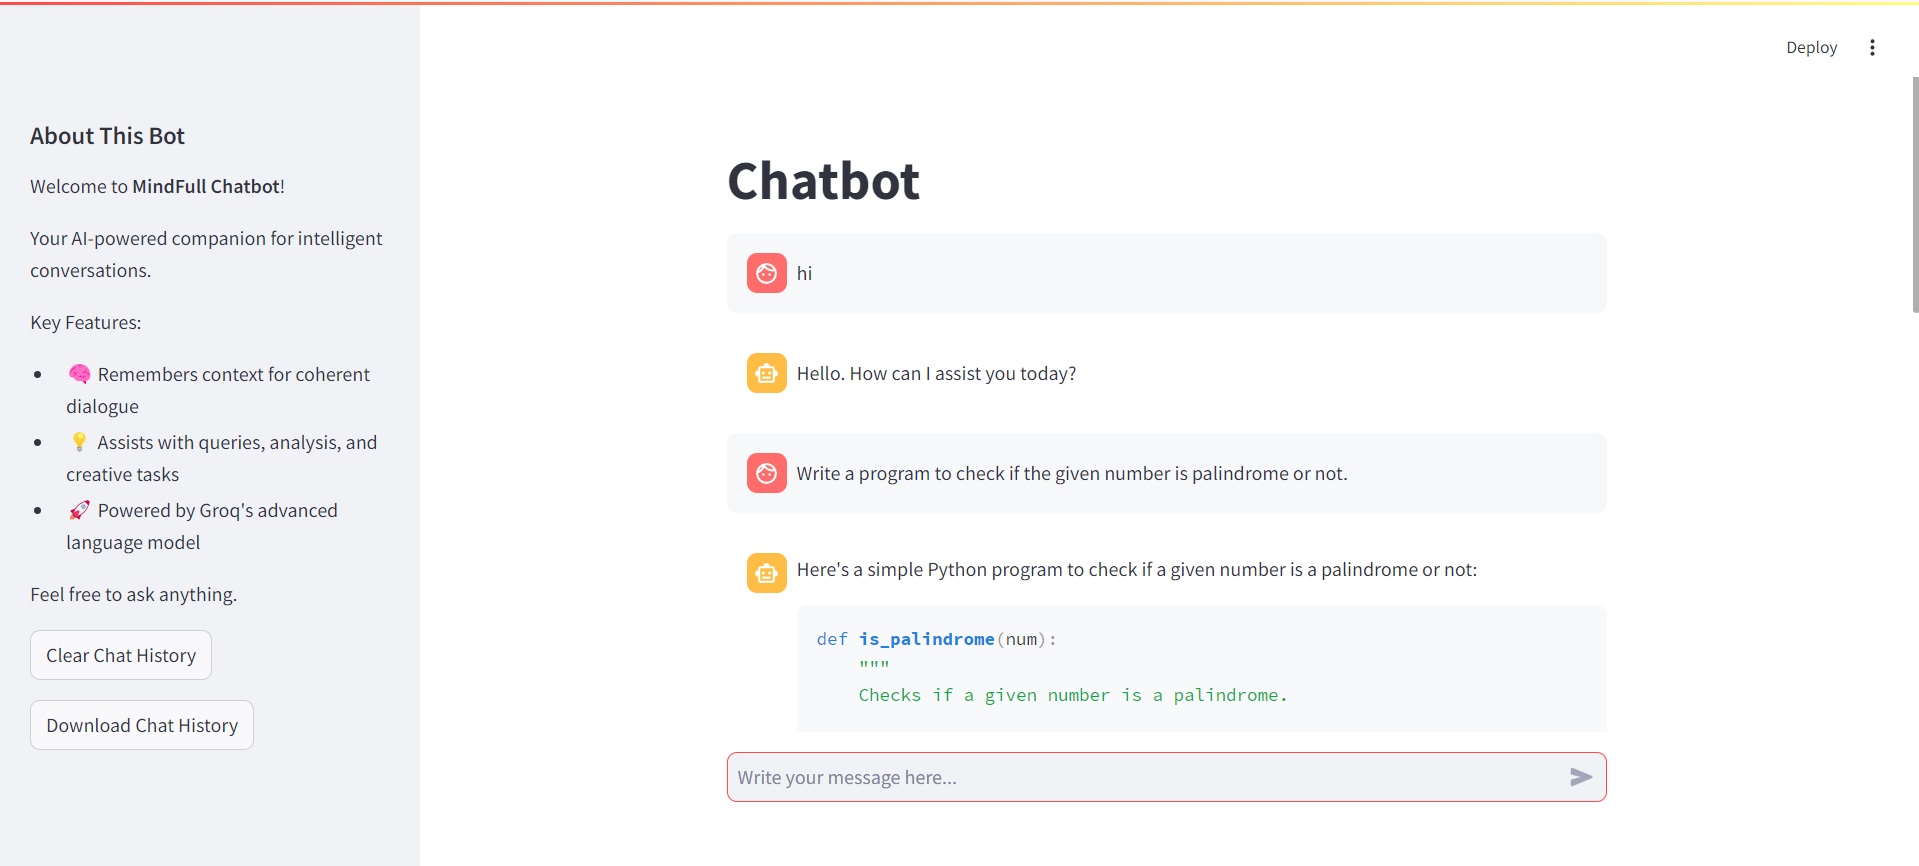 Deploy
About This Bot
Welcome to MindFull Chatbot!
Your AI-powered companion for intelligent
conversations.
Key Features:
🧠 Remembers context for coherent
dialogue
💡 Assists with queries, analysis, and
creative tasks
🚀 Powered by Groq's advanced
language model
Feel free to ask anything.
Clear Chat History
Download Chat History
Chatbot
hi
Hello. How can I assist you today?
Write a program to check if the given number is palindrome or not.
Here's a simple Python program to check if a given number is a palindrome or not:
def is_palindrome(num):
"""
Checks if a given number is a palindrome.
Write your message here...